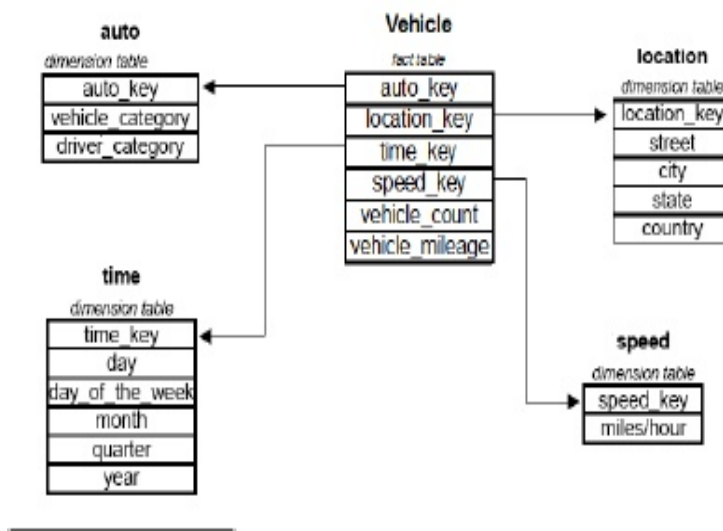 auto
dimension table
auto_key
vehicle_category
driver_category
Vehicle
fact table
auto_key
location_key
time_key
speed_key
vehicle_count
vehicle_mileage
location
dimension table
location_key
street
city
state
country
time
dimension table
time_key
day
day_of_the_week
month
quarter
year
speed
dimension table
speed_key
miles/hour